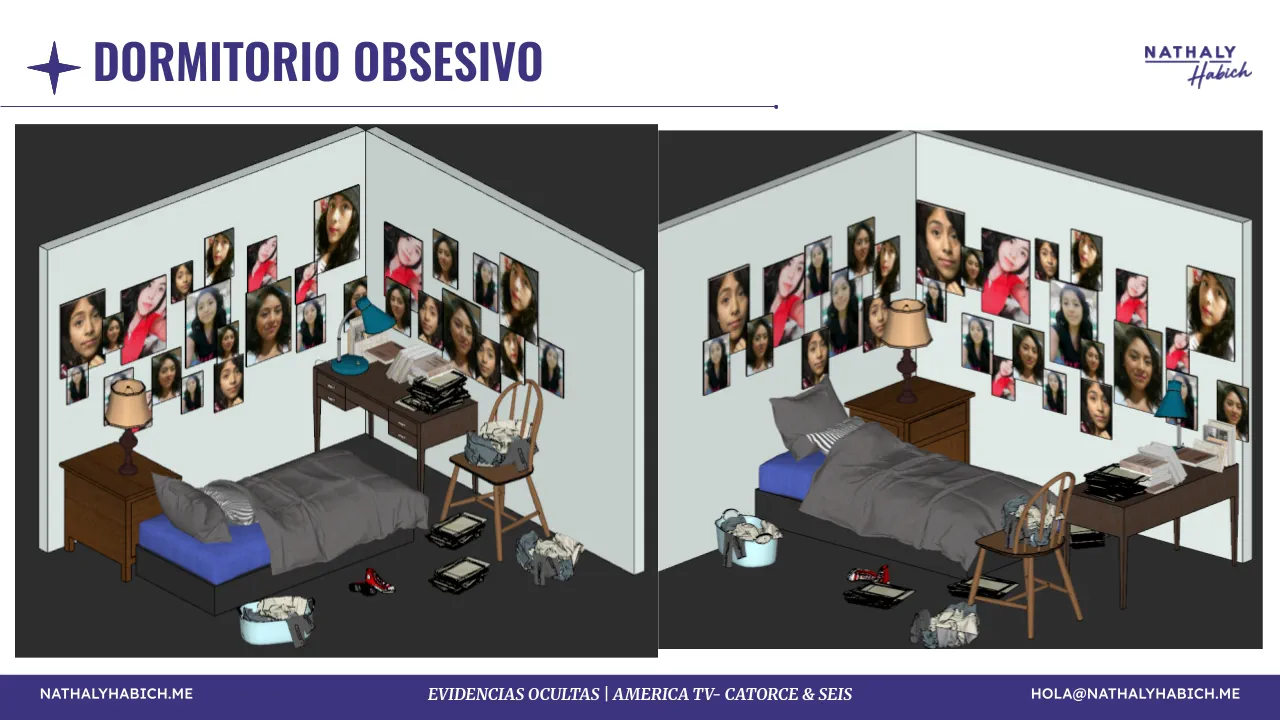 DORMITORIO OBSESIVO
NATHALY
Habich
NATHALYHABICH.ME
EVIDENCIAS OCULTAS | AMERICA TV- CATORCE & SEIS
HOLA@NATHALYHABICH.ME